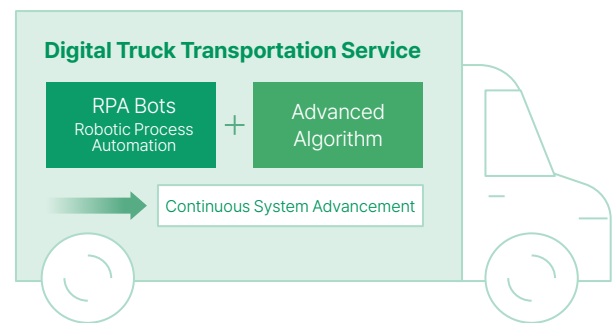 Digital Truck Transportation Service
RPA Bots
Robotic Process
Automation
+
Advanced
Algorithm
Continuous System Advancement